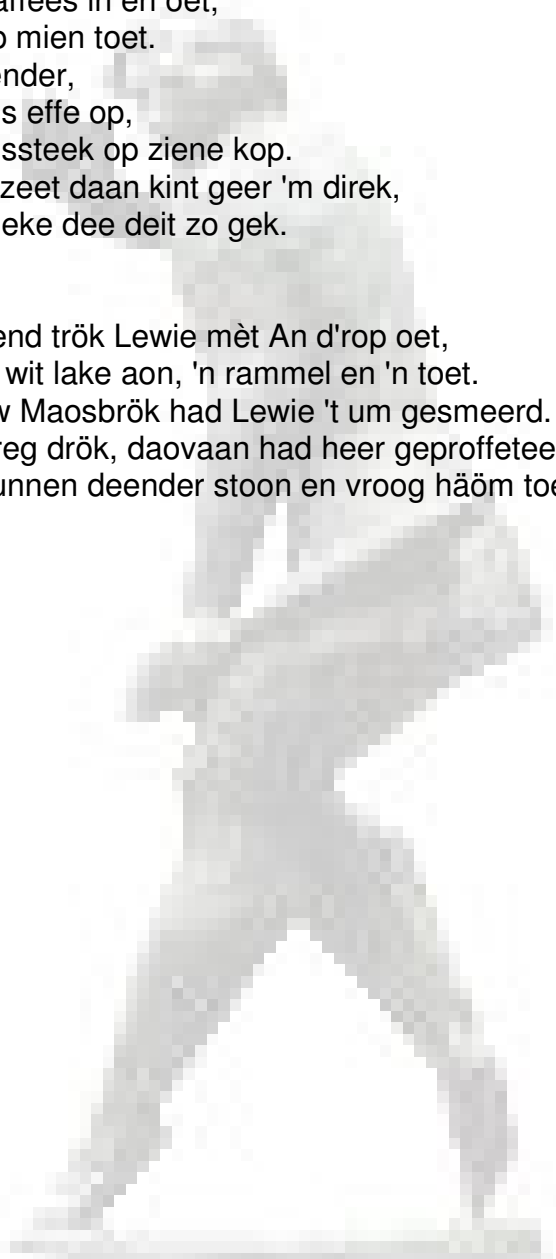 in en oet,
mien toet.
ender,
s effe op,
ssteek op ziene kop.
zeet daan kint geer 'm direk,
eke dee deit zo gek.
end trök Lewie mèt An d'rop oet,
wit lake aon, 'n rammel en 'n toet.
w Maosbrök had Lewie 't um gesmeerd.
reg drök, daovaan had heer geproffetee
unnen deender stoon en vroog häöm toe